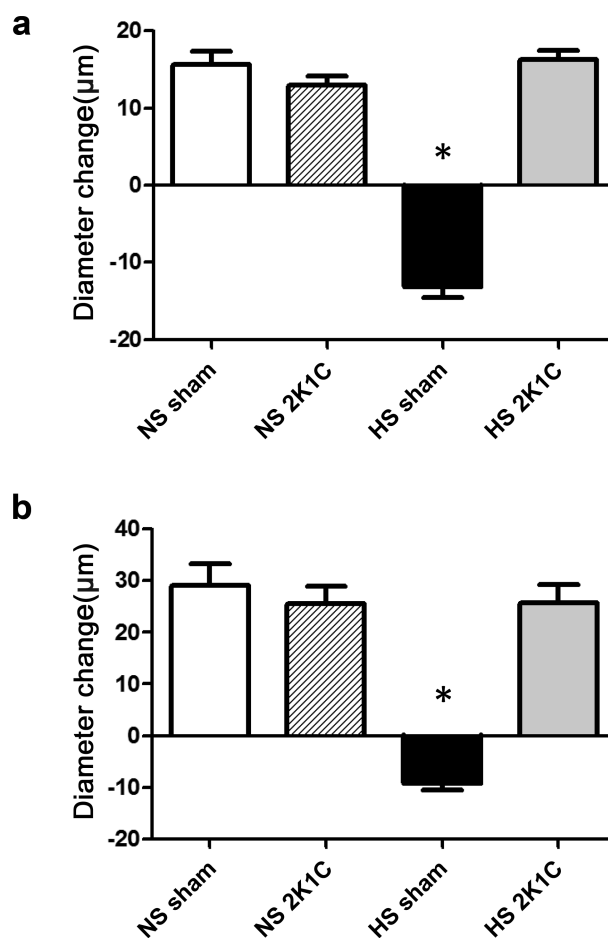 a
Diameter change(µm)
20
10
0
-10
-20
*
NS sham
NS 2K1C
HS sham
HS 2K1C
b
Diameter change(µm)
40
30
20
10
0
-10
-20
*
NS sham
NS 2K1C
HS sham
HS 2K1C